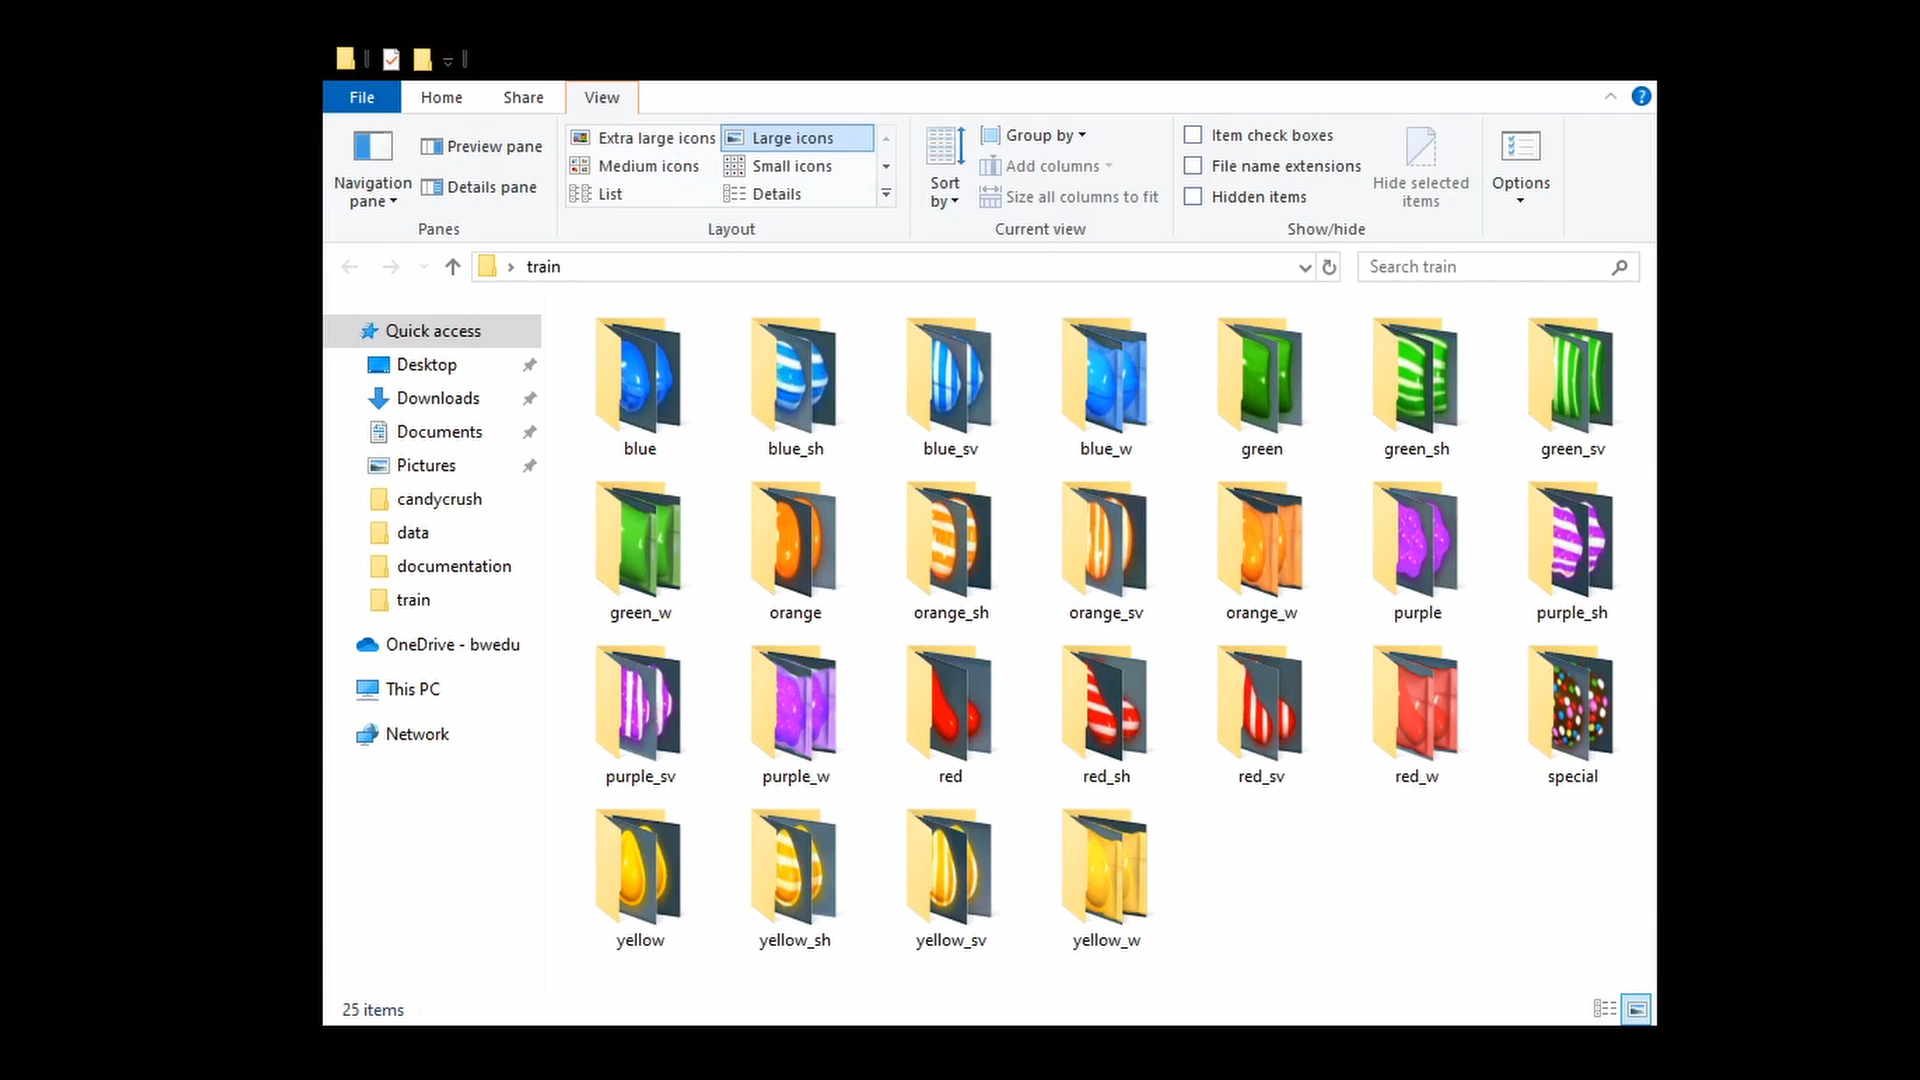 File Home Share View
Navigation pane
Preview pane
Details pane
Panes
Extra large icons Large icons
Medium icons Small icons
List Details
Layout
Sort by
Group by
Add columns
Size all columns to fit
Current view
Item check boxes
File name extensions
Hidden items
Hide selected items
Show/hide
Options
train
Search train
Quick access
Desktop
Downloads
Documents
Pictures
candycrush
data
documentation
train
OneDrive - bwedu
This PC
Network
blue blue_sh blue_sv blue_w green green_sh green_sv
green_w orange orange_sh orange_sv orange_w purple purple_sh
purple_sv purple_w red red_sh red_sv red_w special
yellow yellow_sh yellow_sv yellow_w
25 items